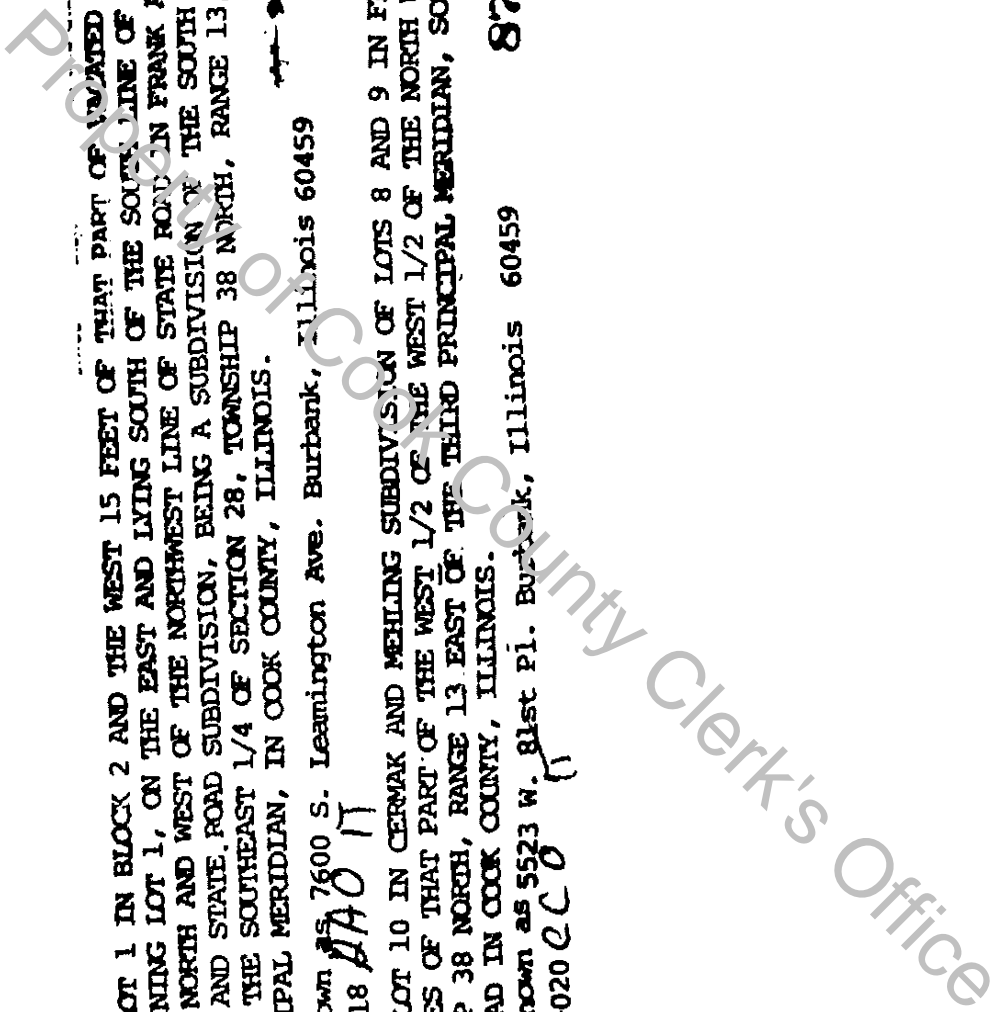 OT 1 IN BLOCK 2 AND THE WEST 15 FEET OF THAT PART OF VACATED
NING LOT 1, ON THE EAST AND LYING SOUTH OF THE SOUTH LINE OF
NORTH AND WEST OF THE NORTHWEST LINE OF STATE ROAD IN FRANK
AND STATE ROAD SUBDIVISION, BEING A SUBDIVISION OF THE SOUTH
THE SOUTHEAST 1/4 OF SECTION 28, TOWNSHIP 38 NORTH, RANGE 13
IPAL MERIDIAN, IN COOK COUNTY, ILLINOIS.
own as 7600 S. Leamington Ave. Burbank, Illinois 60459
18
LOT 10 IN CERMAK AND MEHLING SUBDIVISION OF LOTS 8 AND 9 IN F
ES OF THAT PART OF THE WEST 1/2 OF THE WEST 1/2 OF THE NORTH
P 38 NORTH, RANGE 13 EAST OF THE THIRD PRINCIPAL MERIDIAN, SO
AD IN COOK COUNTY, ILLINOIS.
nown as 5523 W. 81st Pl. Burbank, Illinois 60459
-020 CCO
87
Property of Cook County Clerk's Office